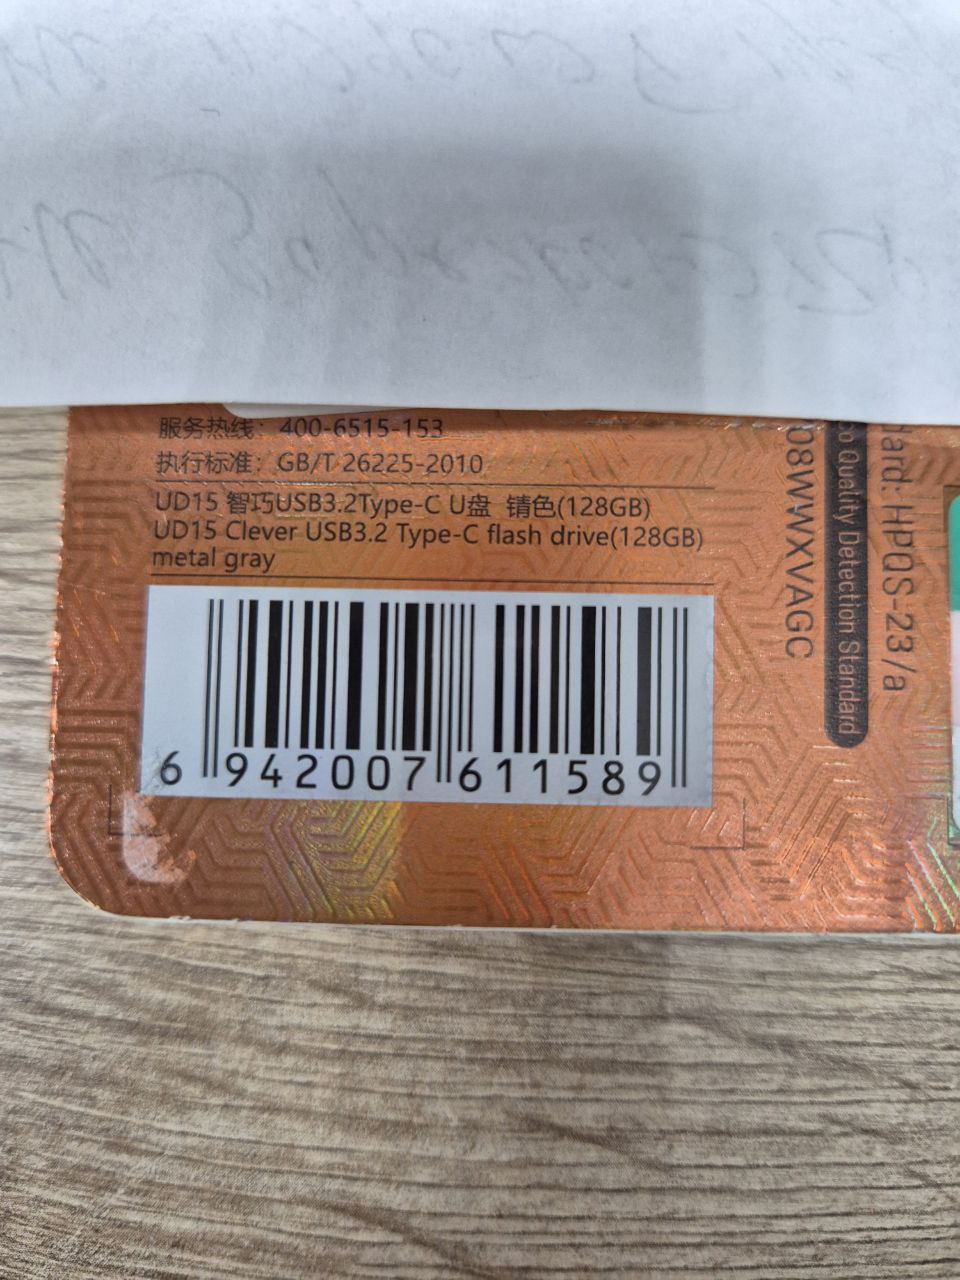 服务热线：400-6515-153
执行标准：GB/T 26225-2010
UD15 智巧USB3.2Type-C U盘 锖色(128GB)
UD15 Clever USB3.2 Type-C flash drive(128GB)
metal gray
6 942007 611589
08WWXVAGC
Quality Detection Standard
HPQS-23/a